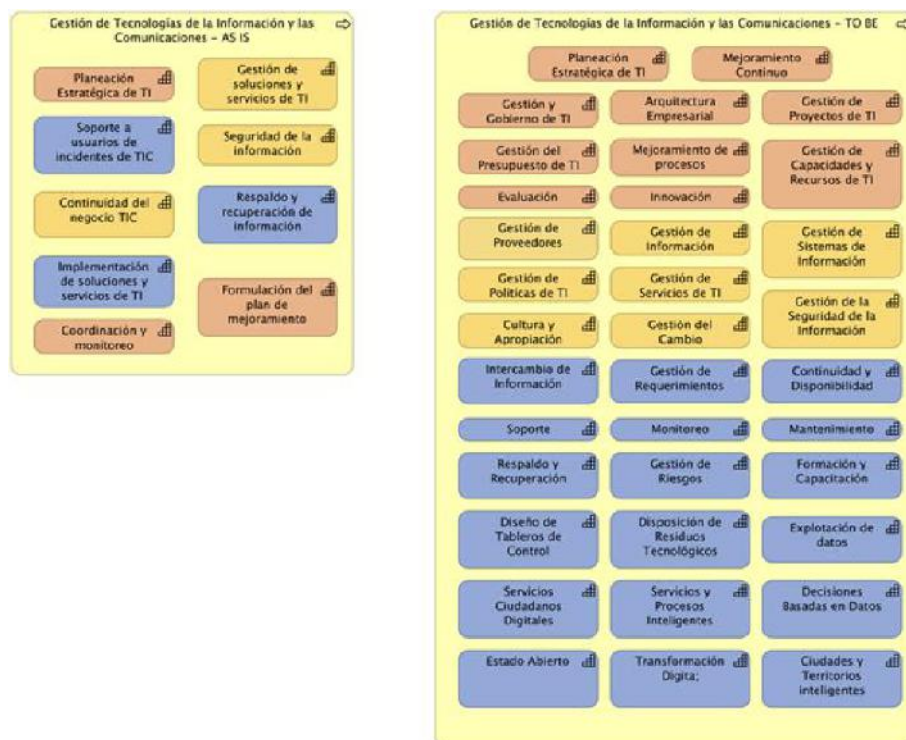 Gestión de Tecnologías de la Información y las
Comunicaciones - AS IS
Planeación
Estratégica de TI
Gestión de
soluciones y
servicios de TI
Soporte a
usuarios de
incidentes de TIC
Seguridad de la
información
Continuidad del
negocio TIC
Respaldo y
recuperación de
información
Implementación
de soluciones y
servicios de TI
Formulación del
plan de
mejoramiento
Coordinación y
monitoreo
Gestión de Tecnologías de la Información y las Comunicaciones - TO BE
Planeación
Estratégica de TI
Mejoramiento
Continuo
Gestión y
Gobierno de TI
Arquitectura
Empresarial
Gestión de
Proyectos de TI
Gestión del
Presupuesto de TI
Mejoramiento de
procesos
Gestión de
Capacidades y
Recursos de TI
Evaluación
Innovación
Gestión de
Proveedores
Gestión de
Información
Gestión de
Sistemas de
Información
Gestión de
Políticas de TI
Gestión de
Servicios de TI
Gestión de la
Seguridad de la
Información
Cultura y
Apropiación
Gestión del
Cambio
Intercambio de
Información
Gestión de
Requerimientos
Continuidad y
Disponibilidad
Soporte
Monitoreo
Mantenimiento
Respaldo y
Recuperación
Gestión de
Riesgos
Formación y
Capacitación
Diseño de
Tableros de
Control
Disposición de
Residuos
Tecnológicos
Explotación de
datos
Servicios
Ciudadanos
Digitales
Servicios y
Procesos
Inteligentes
Decisiones
Basadas en Datos
Estado Abierto
Transformación
Digita;
Ciudades y
Territorios
inteligentes